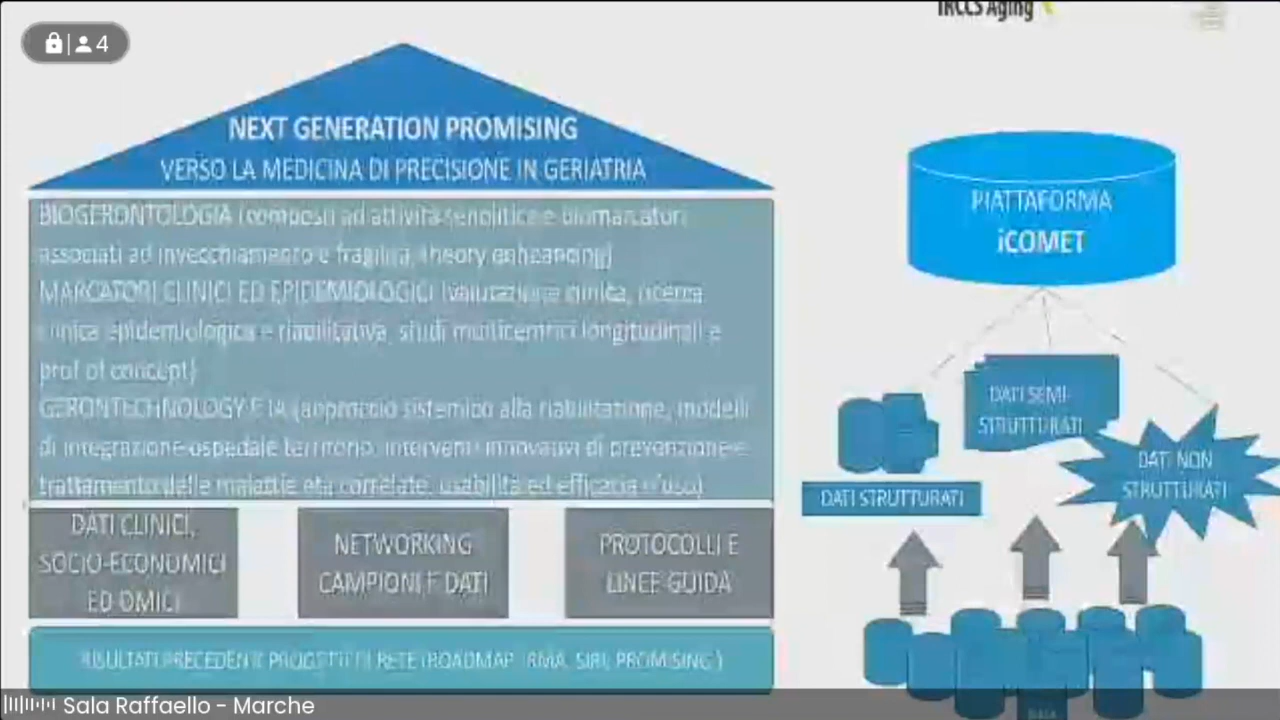 IRCCS Aging
4
NEXT GENERATION PROMISING
VERSO LA MEDICINA DI PRECISIONE IN GERIATRIA
BIOGERONTOLOGIA (composti ad attività senolitica e biomarcatori
associati ad invecchiamento e fragilità, theory enheancing)
MARCATORI CLINICI ED EPIDEMIOLOGICI (valutazione clinica, ricerca
clinica epidemiologica e riabilitativa, studi multicentrici longitudinali e
prof of concept)
GERONTECHNOLOGY E IA (approccio sistemico alla riabilitazione, modelli
di integrazione ospedale territorio, interventi innovativi di prevenzione e
trattamento delle malattie età correlate, usabilità ed efficacia d'uso)
DATI CLINICI,
SOCIO-ECONOMICI
ED OMICI
NETWORKING
CAMPIONI E DATI
PROTOCOLLI E
LINEE GUIDA
RISULTATI PRECEDENTI PROGETTI DI RETE (ROADMAP, RMA, SIRI, PROMISING )
PIATTAFORMA
iCOMET
DATI SEMI-
STRUTTURATI
DATI NON
STRUTTURATI
DATI STRUTTURATI
Sala Raffaello - Marche